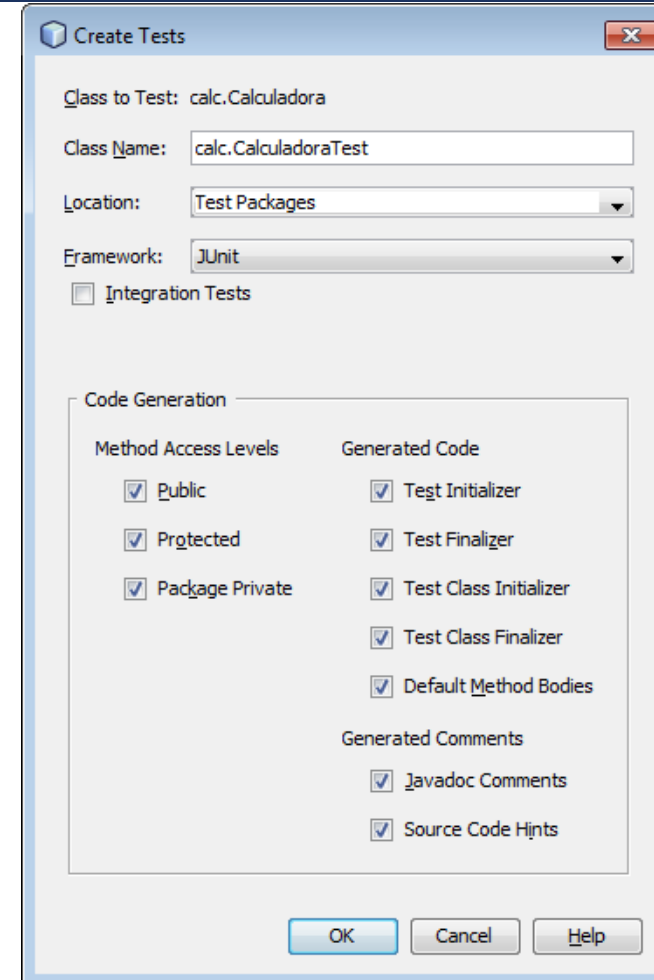 Create Tests
Class to Test: calc.Calculadora
Class Name: calc.CalculadoraTest
Location: Test Packages
Framework: JUnit
Integration Tests
Code Generation
Method Access Levels
Public
Protected
Package Private
Generated Code
Test Initializer
Test Finalizer
Test Class Initializer
Test Class Finalizer
Default Method Bodies
Generated Comments
Javadoc Comments
Source Code Hints
OK Cancel Help